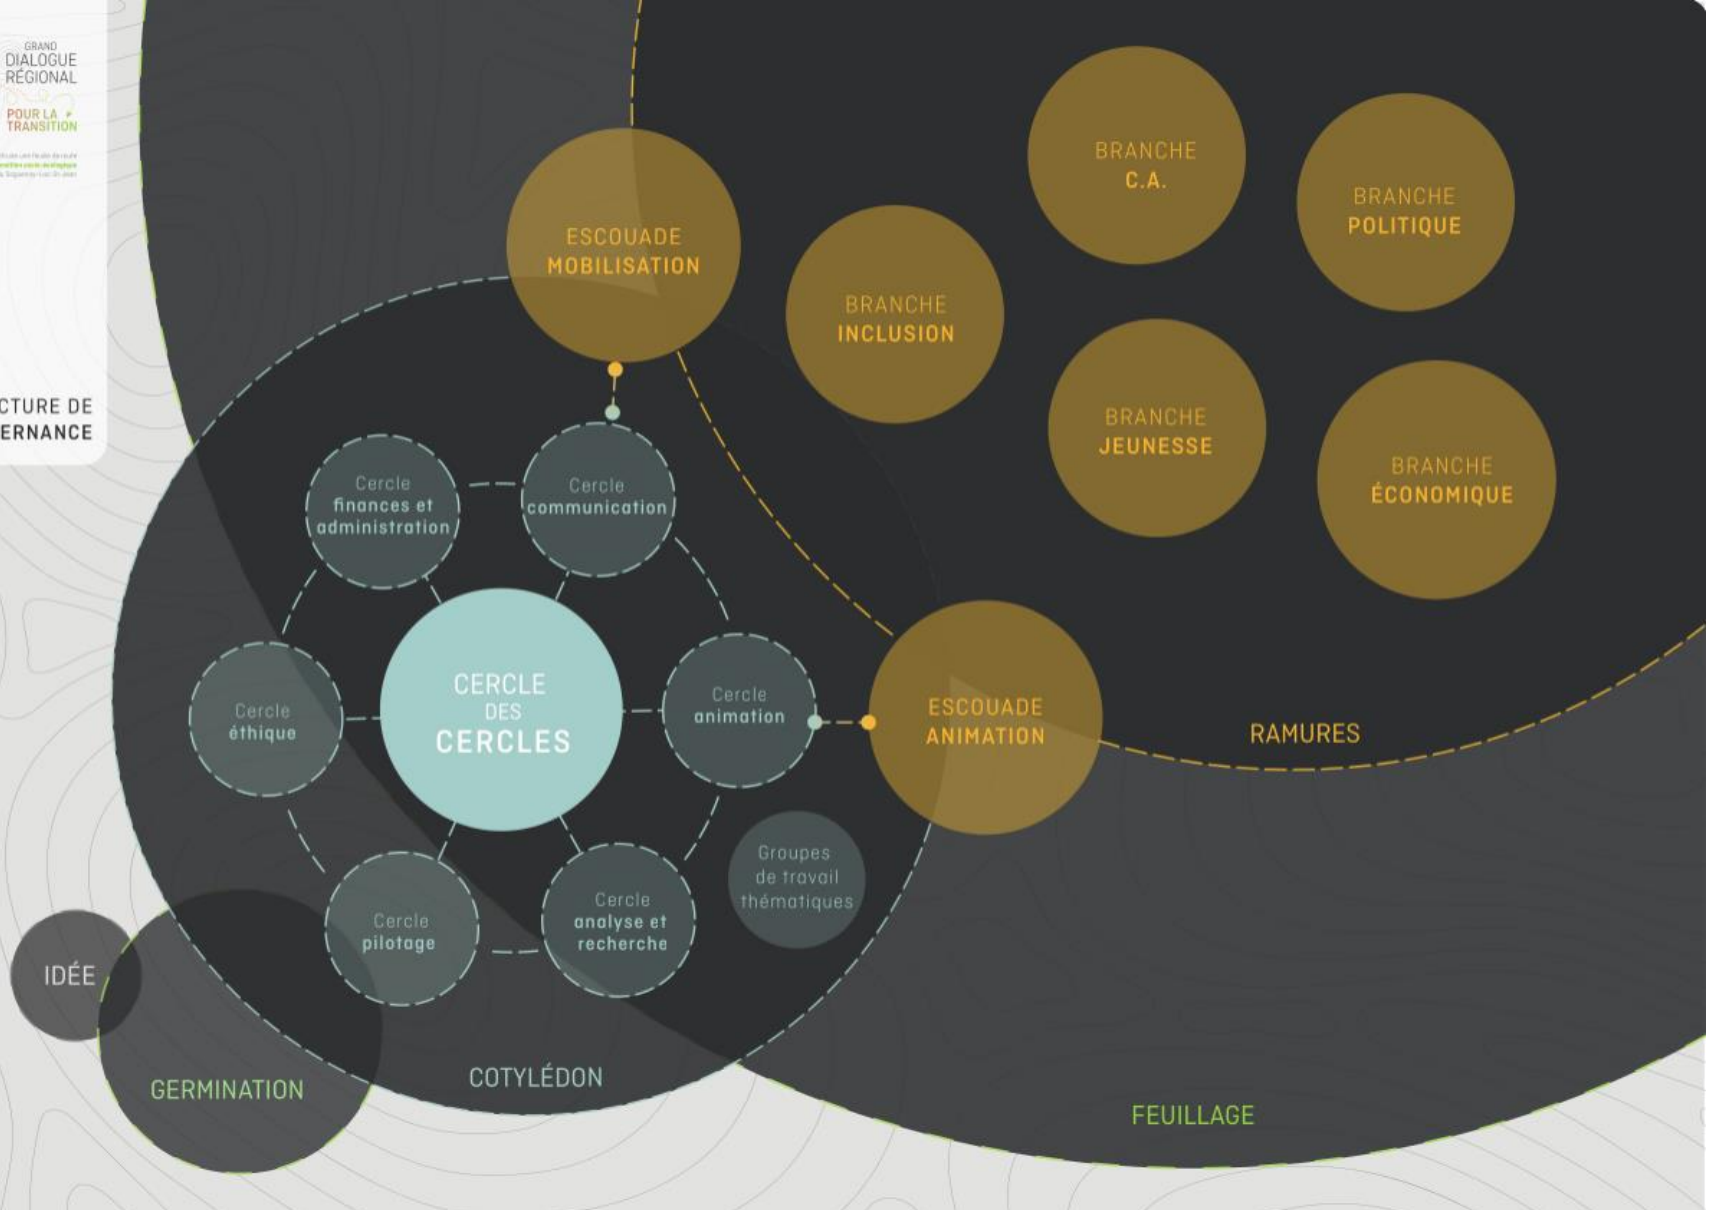 GRAND
DIALOGUE
RÉGIONAL
POUR LA
TRANSITION
CTURE DE
ERNANCE
ESCOUADE
MOBILISATION
BRANCHE
C.A.
BRANCHE
POLITIQUE
BRANCHE
INCLUSION
BRANCHE
JEUNESSE
BRANCHE
ÉCONOMIQUE
Cercle
finances et
administration
Cercle
communication
CERCLE
DES
CERCLES
Cercle
éthique
Cercle
animation
ESCOUADE
ANIMATION
RAMURES
Groupes
de travail
thématiques
Cercle
pilotage
Cercle
analyse et
recherche
IDÉE
GERMINATION
COTYLÉDON
FEUILLAGE